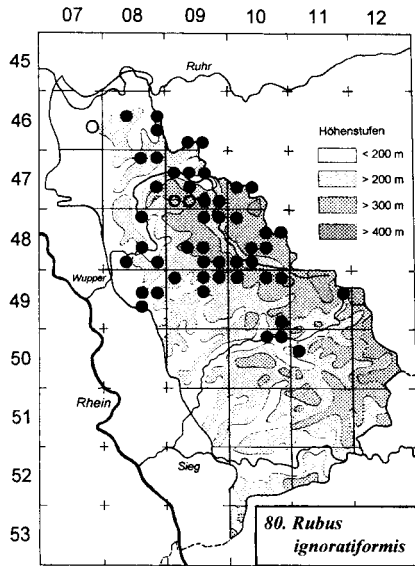 07 08 09 10 11 12
45
46
47
48
49
50
51
52
53
Ruhr
Höhenstufen
< 200 m
> 200 m
> 300 m
> 400 m
Wupper
Rhein
Sieg
80. Rubus
ignoratiformis